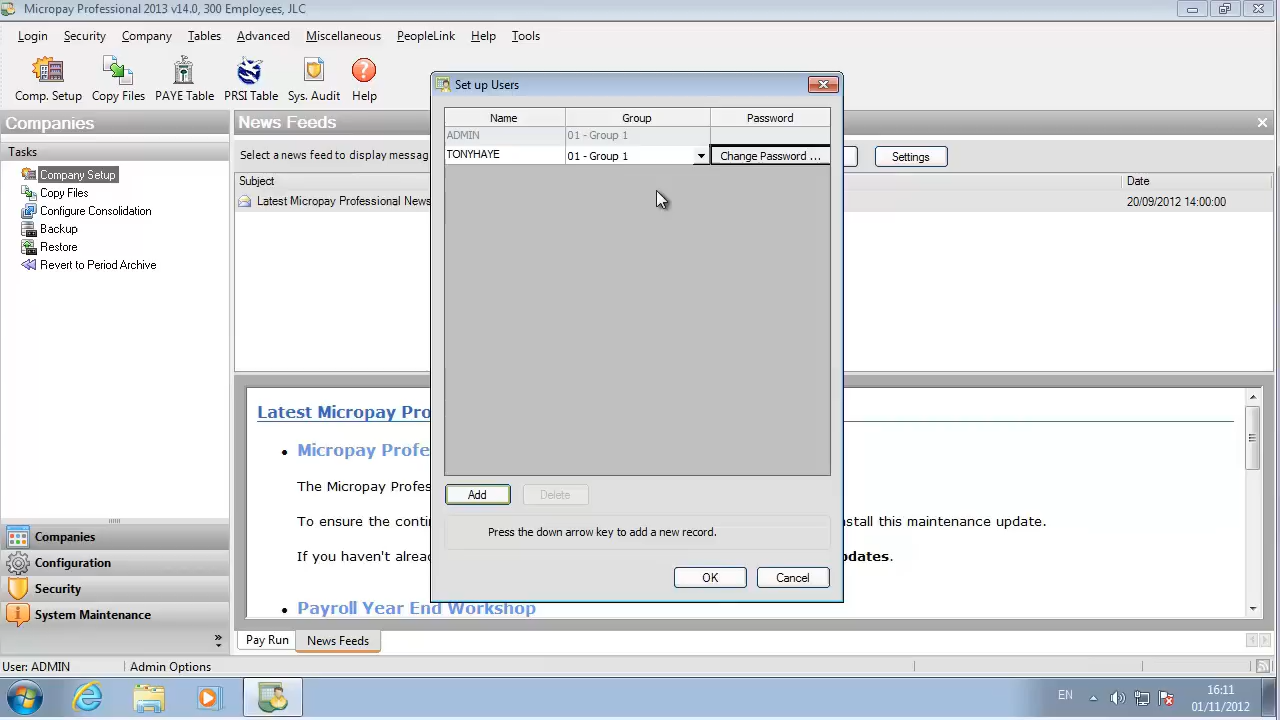 Micropay Professional 2013 v14.0, 300 Employees, JLC
Login Security Company Tables Advanced Miscellaneous PeopleLink Help Tools
Comp. Setup Copy Files PAYE Table PRSI Table Sys. Audit Help
Companies
Tasks
Company Setup
Copy Files
Configure Consolidation
Backup
Restore
Revert to Period Archive
Companies
Configuration
Security
System Maintenance
News Feeds
Select a news feed to display messag
Settings
Subject Date
Latest Micropay Professional News 20/09/2012 14:00:00
Latest Micropay Pro
Micropay Profe
The Micropay Profes
To ensure the conti stall this maintenance update.
If you haven't alread pdates.
Payroll Year End Workshop
Pay Run News Feeds
Set up Users
Name Group Password
ADMIN 01 - Group 1
TONYHAYE 01 - Group 1 Change Password ...
Add Delete
Press the down arrow key to add a new record.
OK Cancel
User: ADMIN Admin Options
EN 16:11
01/11/2012